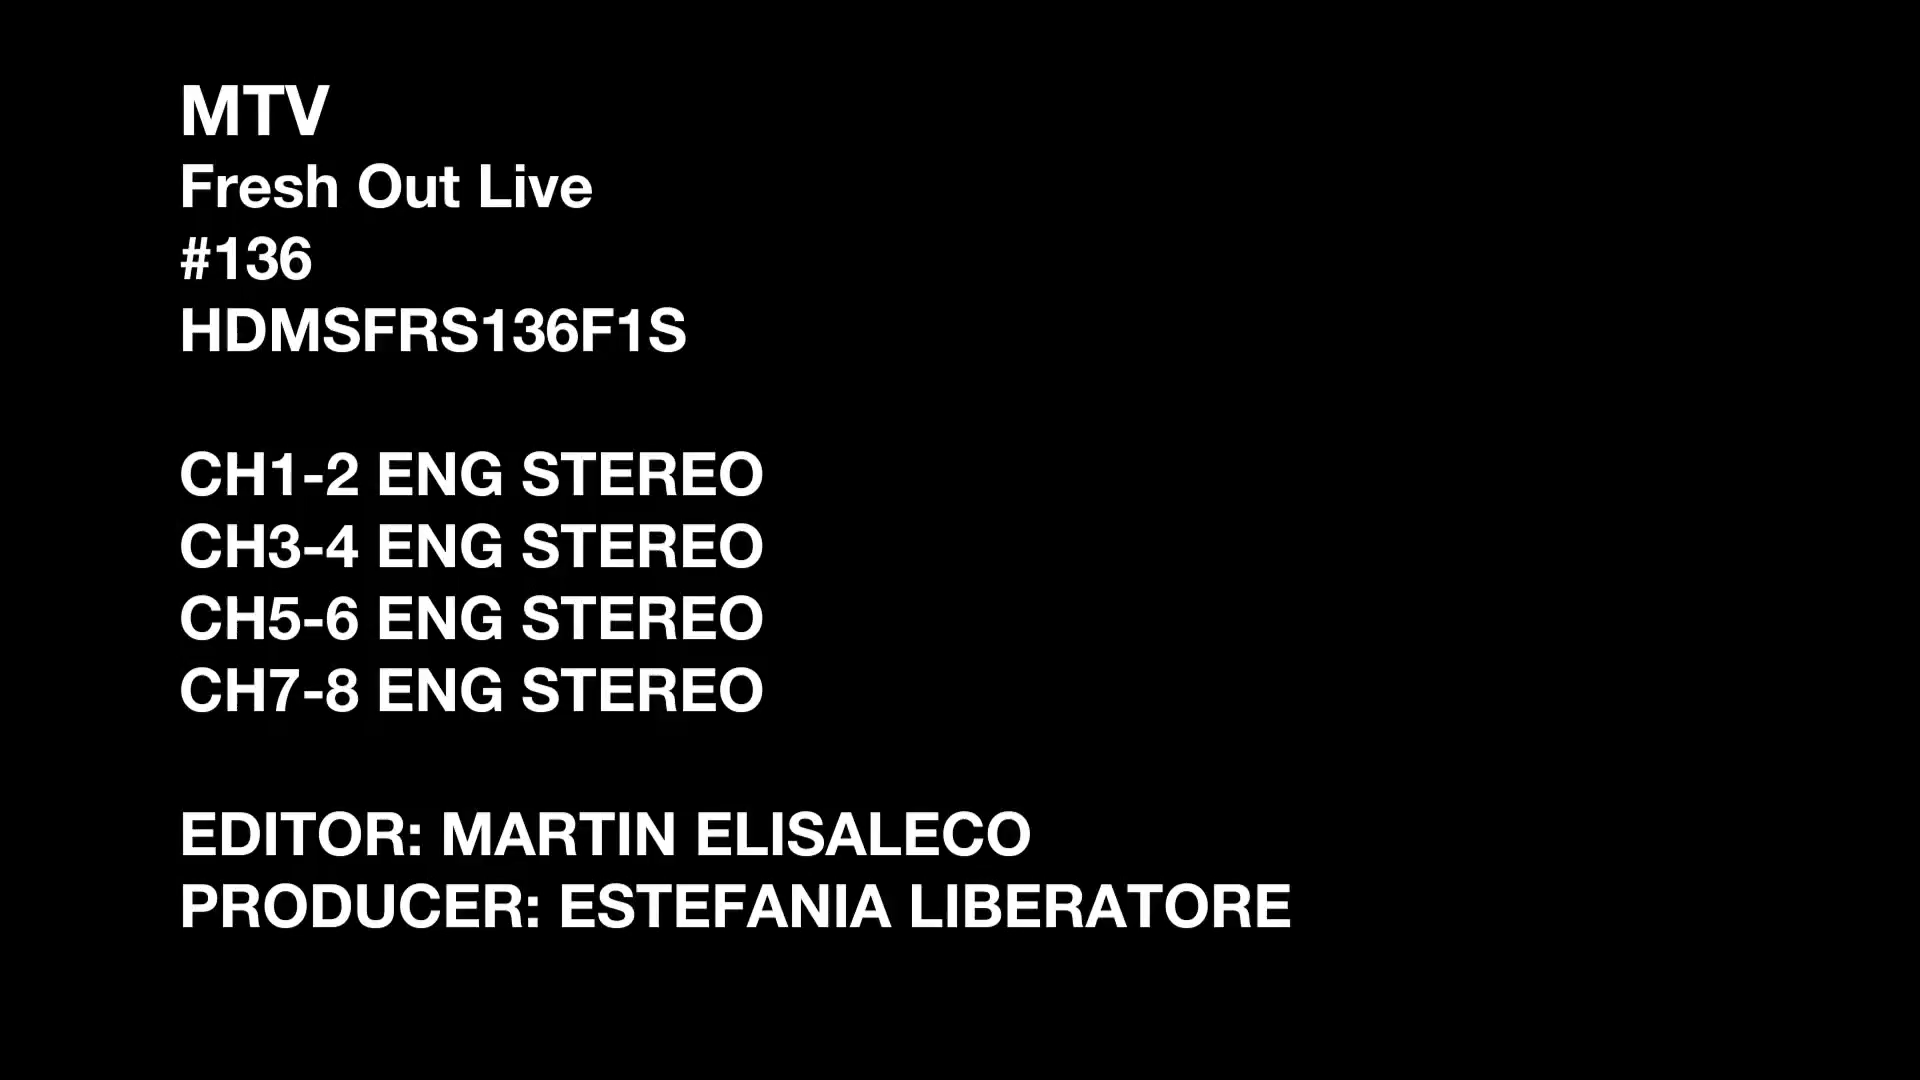 MTV
Fresh Out Live
#136
HDMSFRS136F1S
CH1-2 ENG STEREO
CH3-4 ENG STEREO
CH5-6 ENG STEREO
CH7-8 ENG STEREO
EDITOR: MARTIN ELISALECO
PRODUCER: ESTEFANIA LIBERATORE